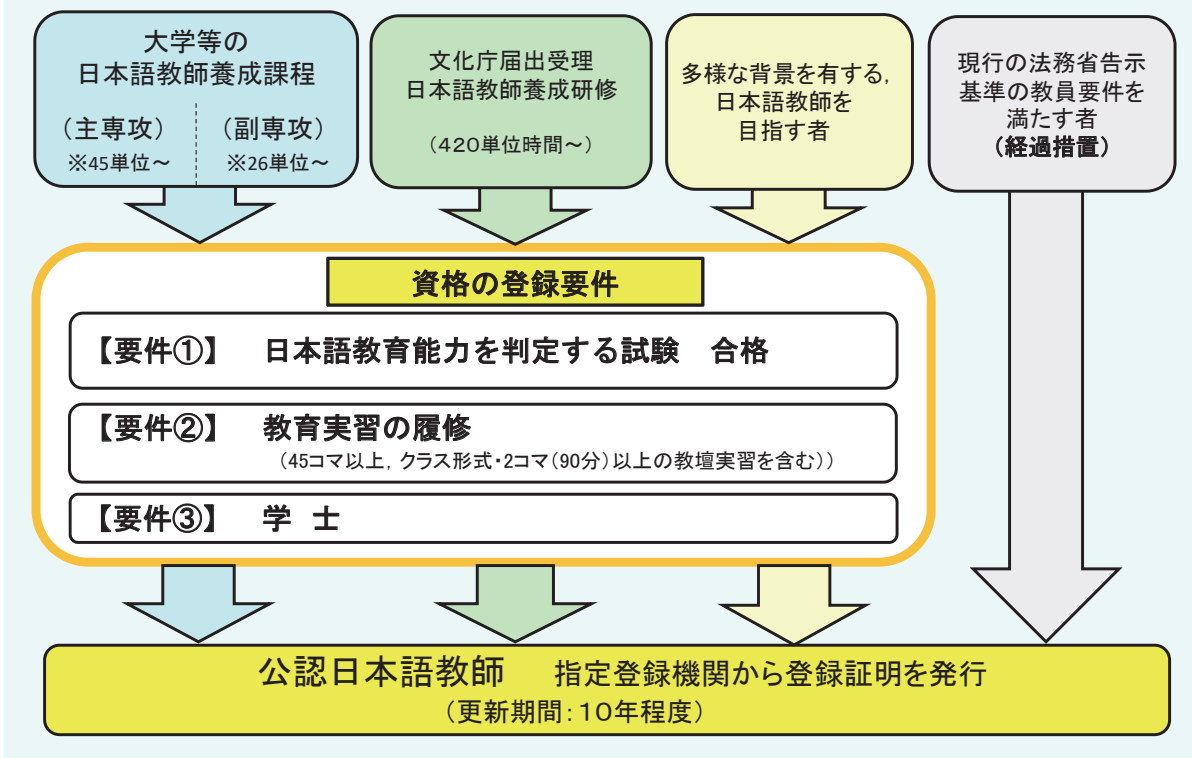 大学等の
日本語教師養成課程
（主専攻） （副専攻）
※45単位～ ※26単位～
文化庁届出受理
日本語教師養成研修
（４２０単位時間～）
多様な背景を有する，
日本語教師を
目指す者
現行の法務省告示
基準の教員要件を
満たす者
（経過措置）
資格の登録要件
【要件①】 日本語教育能力を判定する試験 合格
【要件②】 教育実習の履修
（45コマ以上，クラス形式・2コマ（90分）以上の教壇実習を含む））
【要件③】 学 士
公認日本語教師 指定登録機関から登録証明を発行
（更新期間：１０年程度）